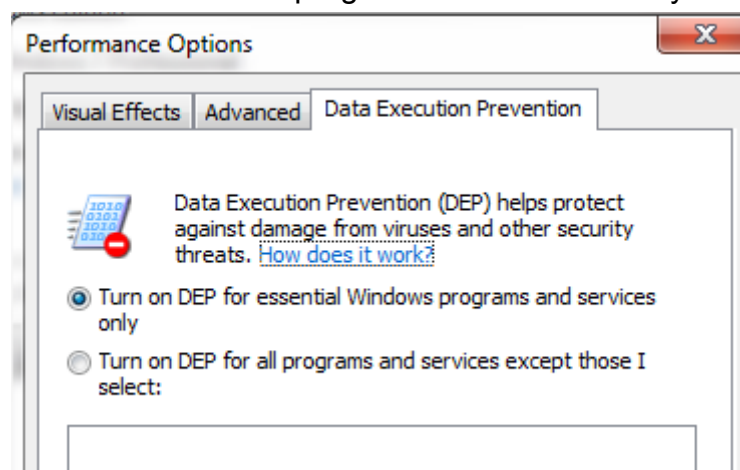 Performance Options
Visual Effects
Advanced
Data Execution Prevention
Data Execution Prevention (DEP) helps protect
against damage from viruses and other security
threats. How does it work?
Turn on DEP for essential Windows programs and services
only
Turn on DEP for all programs and services except those I
select: